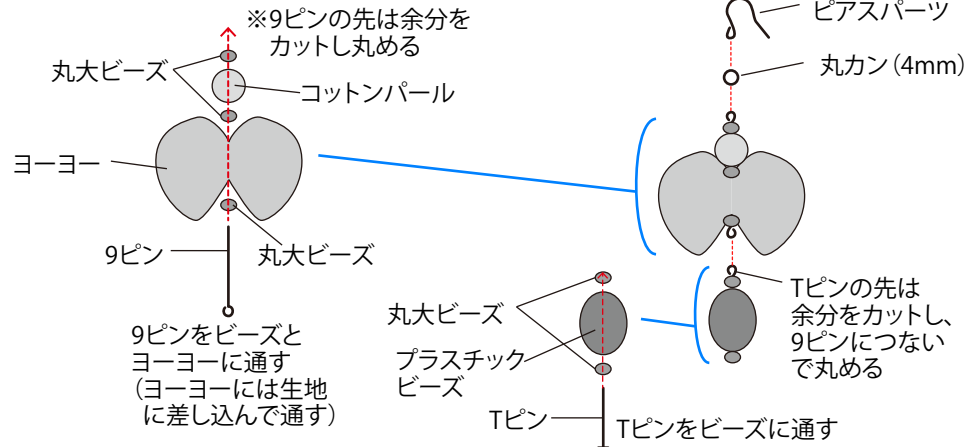 ※9ピンの先は余分を
カットし丸める
丸大ビーズ
コットンパール
ヨーヨー
9ピン
丸大ビーズ
9ピンをビーズと
ヨーヨーに通す
（ヨーヨーには生地
に差し込んで通す）
ピアスパーツ
丸カン（4mm）
丸大ビーズ
プラスチック
ビーズ
Tピン
Tピンをビーズに通す
Tピンの先は
余分をカットし、
9ピンにつない
で丸める